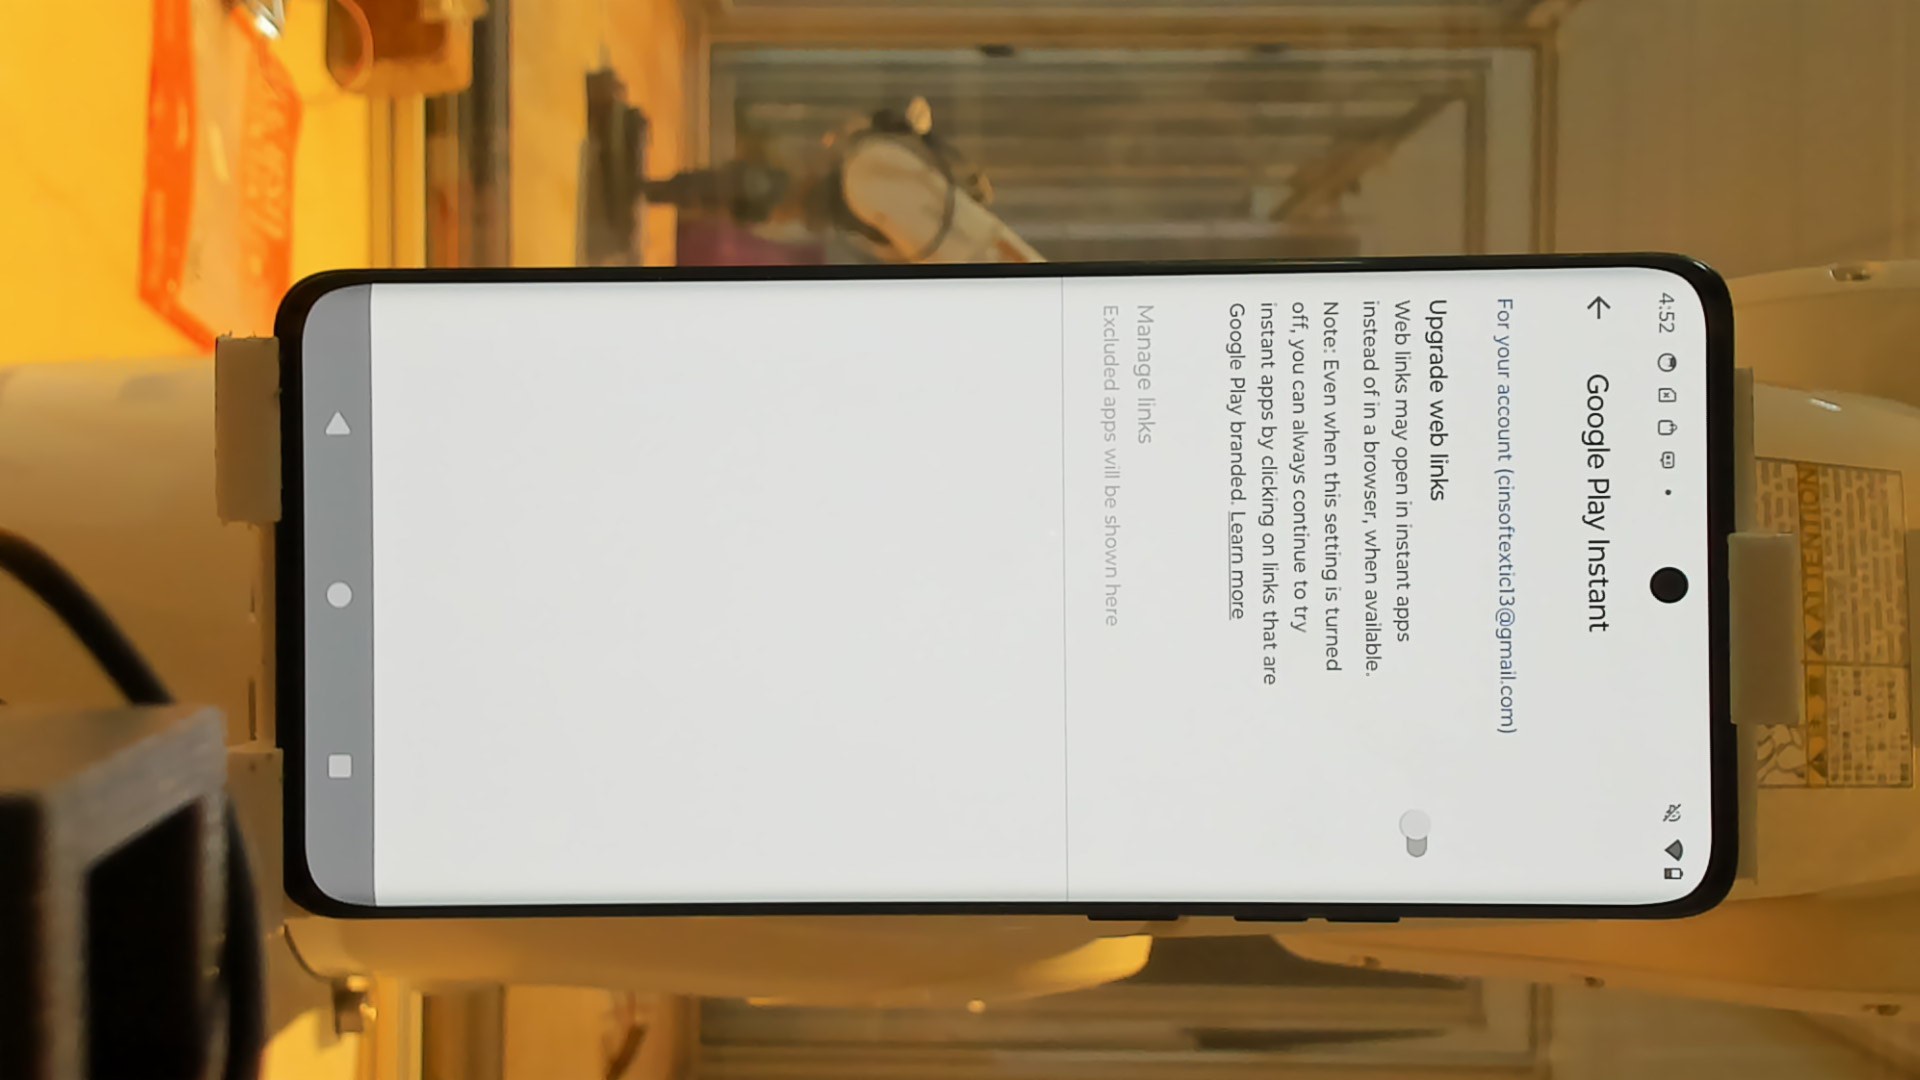 4:52
Google Play Instant
For your account (cinsoftextic13@gmail.com)
Upgrade web links
Web links may open in instant apps
instead of in a browser, when available.
Note: Even when this setting is turned
off, you can always continue to try
instant apps by clicking on links that are
Google Play branded. Learn more
Manage links
Excluded apps will be shown here
ATTENTION